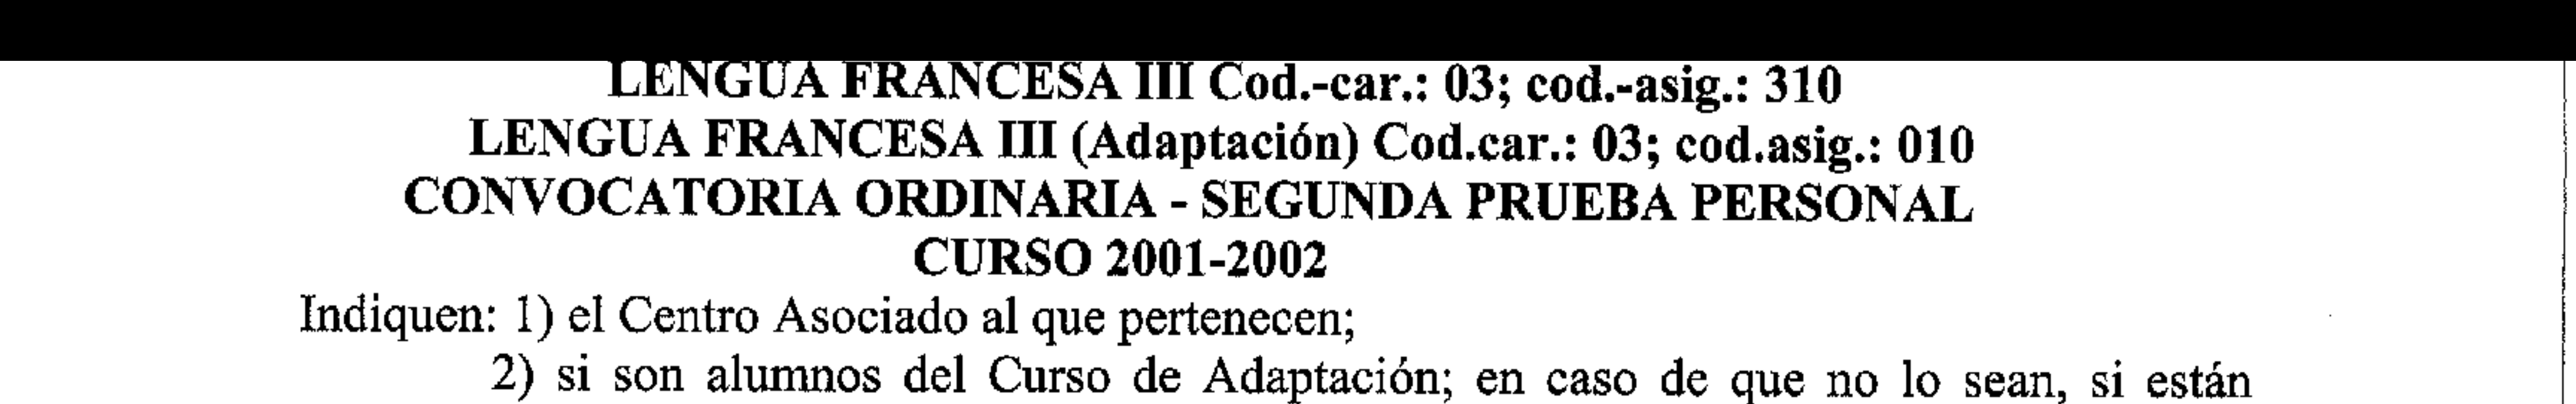 LENGUA FRANCESA III Cod.-car.: 03; cod.-asig.: 310
LENGUA FRANCESA III (Adaptación) Cod.car.: 03; cod.asig.: 010
CONVOCATORIA ORDINARIA - SEGUNDA PRUEBA PERSONAL
CURSO 2001-2002
Indiquen: 1) el Centro Asociado al que pertenecen;
2) si son alumnos del Curso de Adaptación; en caso de que no lo sean, si están